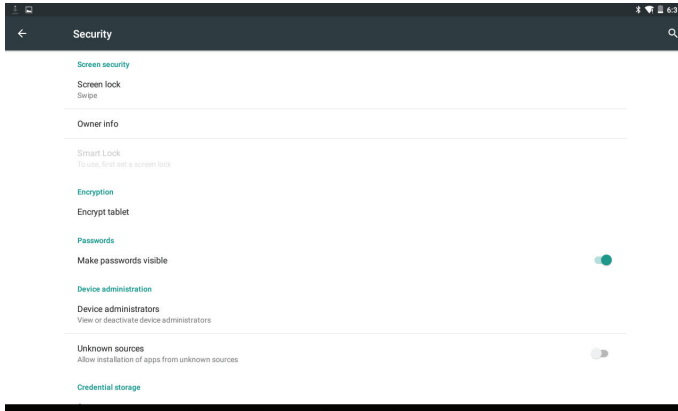 6:3
Security
Screen security
Screen lock
Swipe
Owner info
Smart Lock
To use, first set a screen lock
Encryption
Encrypt tablet
Passwords
Make passwords visible
Device administration
Device administrators
View or deactivate device administrators
Unknown sources
Allow installation of apps from unknown sources
Credential storage